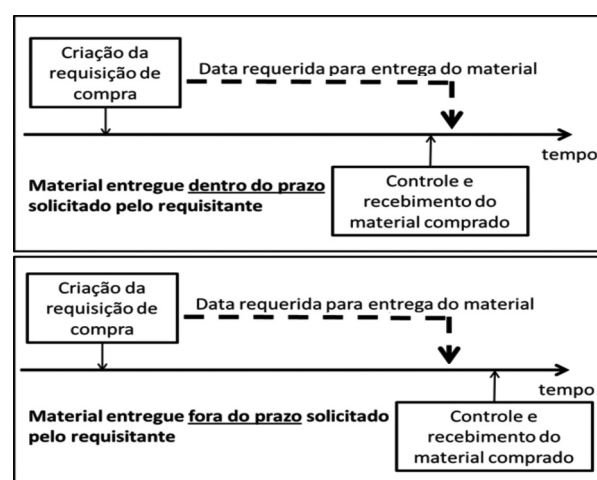 Criação da
requisição de
compra
Data requerida para entrega do material
tempo
Material entregue dentro do prazo
solicitado pelo requisitante
Controle e
recebimento do
material comprado
Criação da
requisição de
compra
Data requerida para entrega do material
tempo
Material entregue fora do prazo solicitado
pelo requisitante
Controle e
recebimento do
material comprado